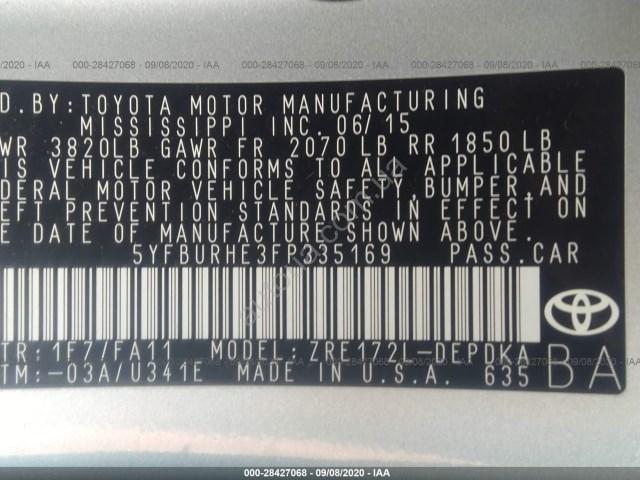 000-28427068 - 09/08/2020 - IAA
D.BY:TOYOTA MOTOR MANUFACTURING
MISSISSIPPI INC. 06/15
WR 3820LB GAWR FR 2070 LB RR 1850LB
IS VEHICLE CONFORMS TO ALL APPLICABLE
DERAL MOTOR VEHICLE SAFETY,BUMPER,AND
EFT PREVENTION STANDARDS IN EFFECT ON
E DATE OF MANUFACTURE SHOWN ABOVE.
5YFBURHE3FP335169 PASS.CAR
TR:1F7/FA11 MODEL:ZRE172L-DEPDKA
TM:-03A/U341E MADE IN U.S.A. 635 BA
000-28427068 - 09/08/2020 - IAA